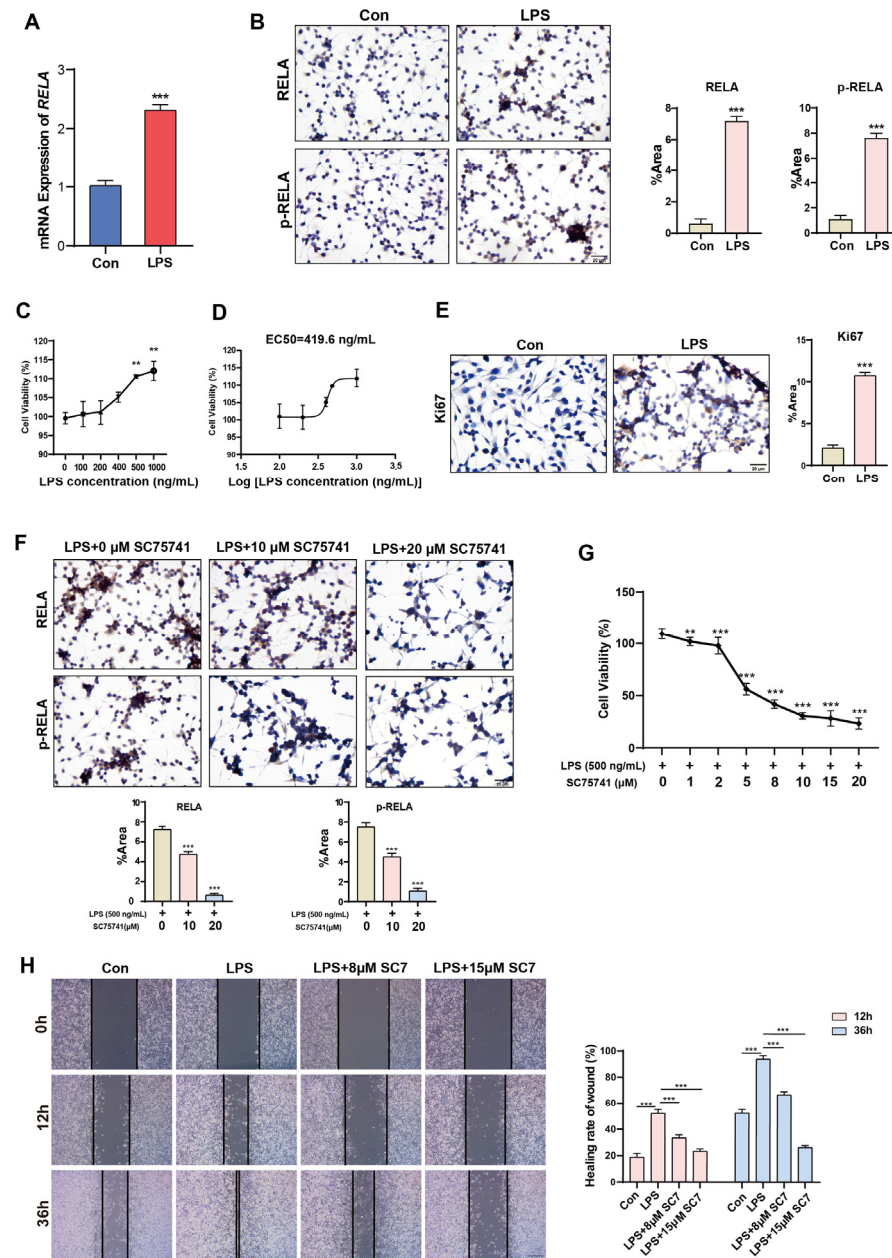 A
mRNA Expression of RELA
3
2
1
0
***
Con
LPS
B
Con
LPS
RELA
p-RELA
20 μm
RELA
%Area
8
6
4
2
0
***
Con
LPS
p-RELA
%Area
10
8
6
4
2
0
***
Con
LPS
C
Cell Viability (%)
120
115
110
105
100
95
90
**
**
0
100
200
400
500
1000
LPS concentration (ng/mL)
D
EC50=419.6 ng/mL
Cell Viability (%)
120
115
110
105
100
95
90
1.5
2.0
2.5
3.0
3.5
Log [LPS concentration (ng/mL)]
E
Con
LPS
Ki67
20 μm
Ki67
%Area
15
10
5
0
***
Con
LPS
F
LPS+0 μM SC75741
LPS+10 μM SC75741
LPS+20 μM SC75741
RELA
p-RELA
RELA
%Area
8
6
4
2
0
***
***
LPS (500 ng/mL)
+
+
+
SC75741(μM)
0
10
20
p-RELA
%Area
10
8
6
4
2
0
***
***
LPS (500 ng/mL)
+
+
+
SC75741(μM)
0
10
20
G
Cell Viability (%)
150
100
50
0
**
***
***
***
***
***
***
LPS (500 ng/mL)
+ + + + + + + +
SC75741 (μM)
0 1 2 5 8 10 15 20
H
Con
LPS
LPS+8μM SC7
LPS+15μM SC7
0h
12h
36h
12h
36h
Healing rate of wound (%)
100
80
60
40
20
0
***
***
***
***
***
***
Con
LPS
LPS+8μM SC7
LPS+15μM SC7
Con
LPS
LPS+8μM SC7
LPS+15μM SC7